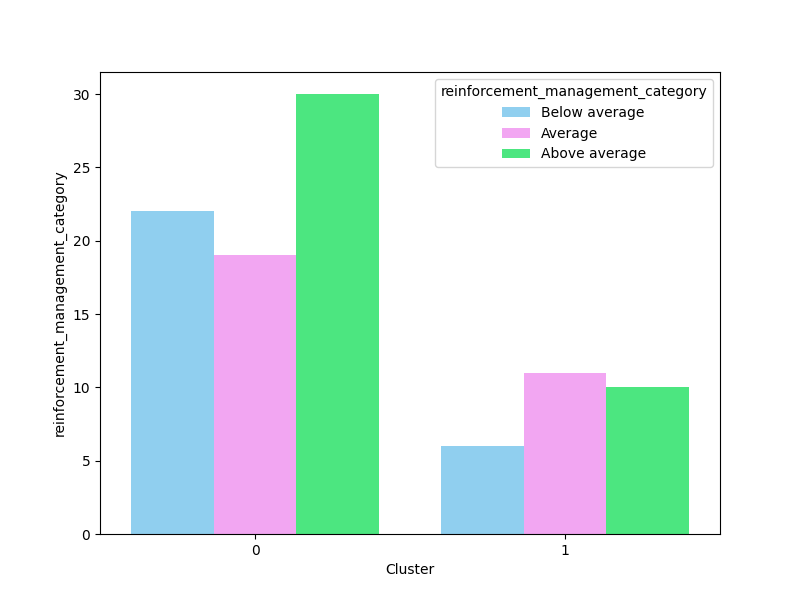 reinforcement_management_category
Below average
Average
Above average
reinforcement_management_category
30
25
20
15
10
5
0
0
1
Cluster